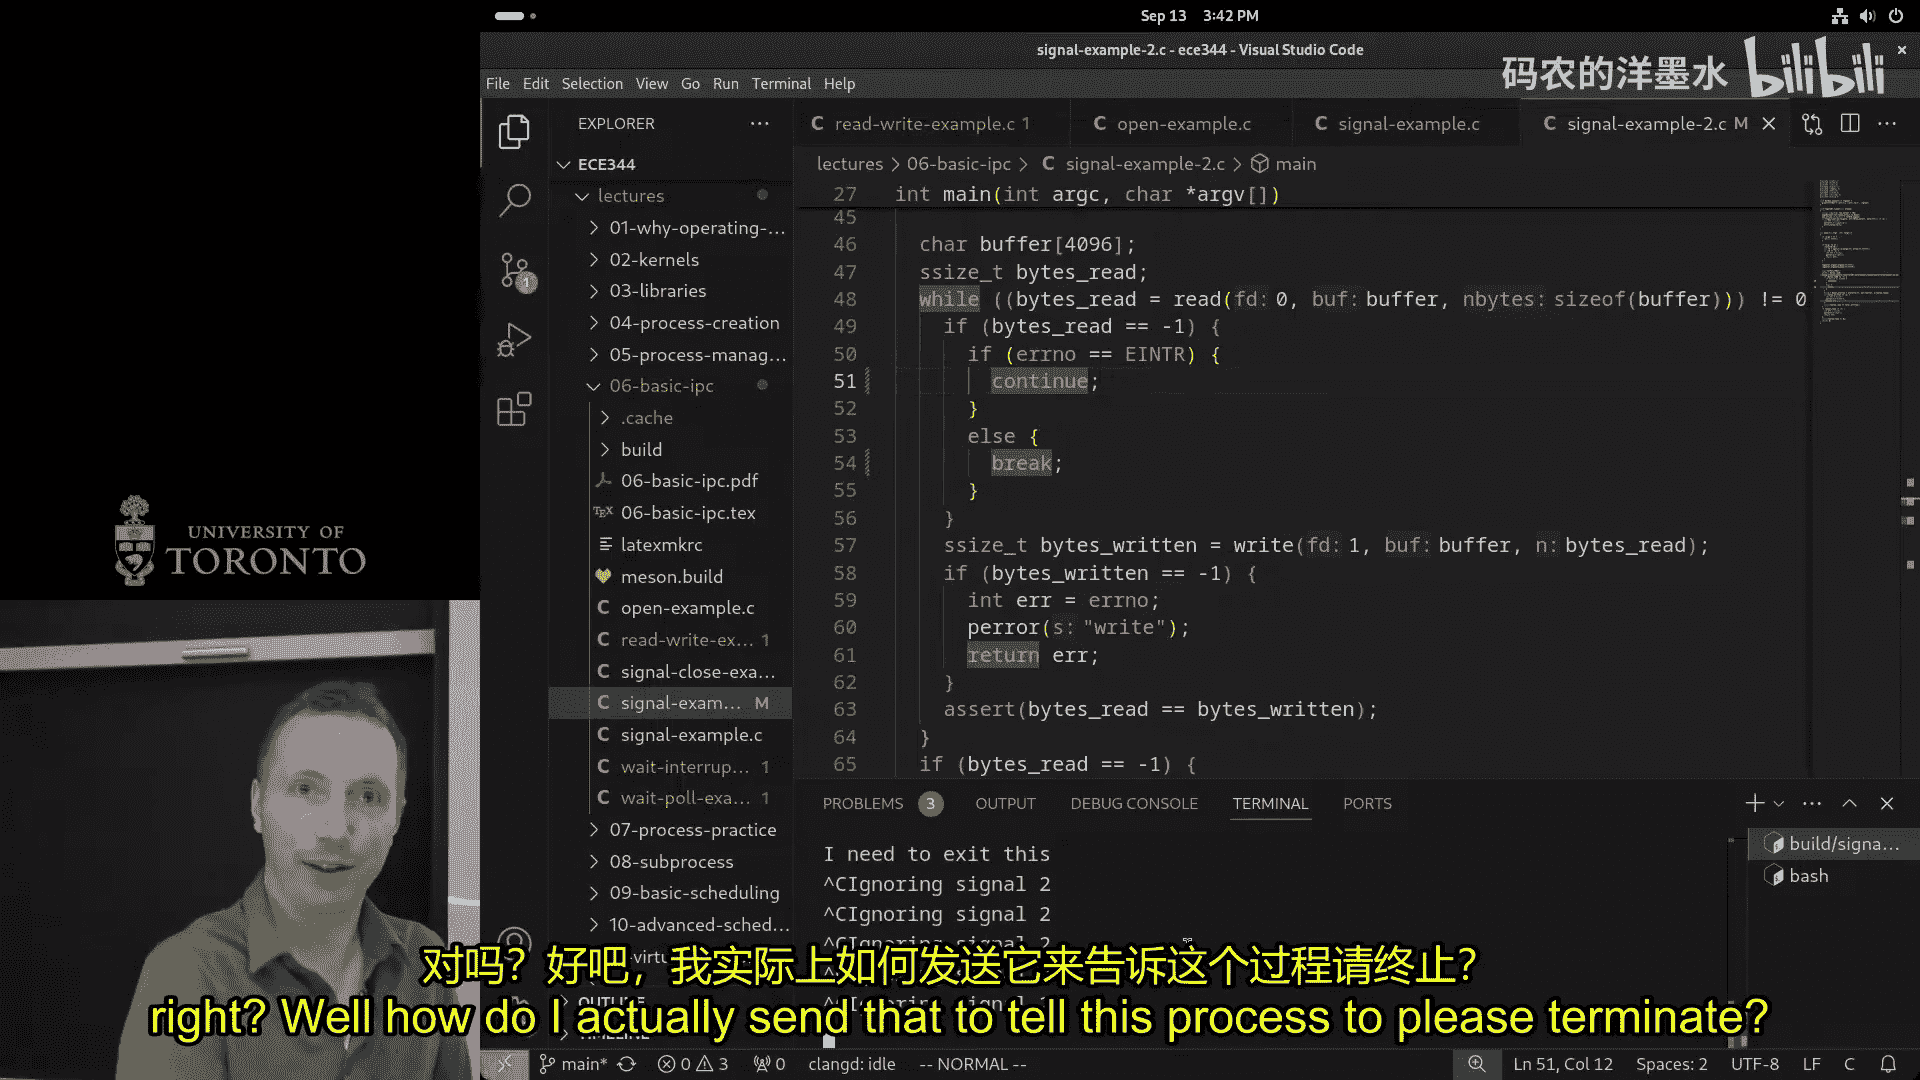 Sep 13 3:42 PM
signal-example-2.c - ece344 - Visual Studio Code
码农的洋墨水 bilibili
File Edit Selection View Go Run Terminal Help
EXPLORER
ECE344
lectures
01-why-operating-...
02-kernels
03-libraries
04-process-creation
05-process-manag...
06-basic-ipc
.cache
build
06-basic-ipc.pdf
06-basic-ipc.tex
latexmkrc
meson.build
open-example.c
read-write-ex... 1
signal-close-exa...
signal-exam... M
signal-example.c
wait-interrup... 1
wait-poll-exa... 1
07-process-practice
08-subprocess
09-basic-scheduling
10-advanced-sched...
OUTLINE
TIMELINE
read-write-example.c 1
open-example.c
signal-example.c
signal-example-2.c M
lectures > 06-basic-ipc > C signal-example-2.c > main
27 int main(int argc, char *argv[])
45
46 char buffer[4096];
47 ssize_t bytes_read;
48 while ((bytes_read = read(fd: 0, buf: buffer, nbytes: sizeof(buffer))) != 0
49 if (bytes_read == -1) {
50 if (errno == EINTR) {
51 continue;
52 }
53 else {
54 break;
55 }
56 }
57 ssize_t bytes_written = write(fd: 1, buf: buffer, n: bytes_read);
58 if (bytes_written == -1) {
59 int err = errno;
60 perror(s: "write");
61 return err;
62 }
63 assert(bytes_read == bytes_written);
64 }
65 if (bytes_read == -1) {
PROBLEMS 3 OUTPUT DEBUG CONSOLE TERMINAL PORTS
I need to exit this
^CIgnoring signal 2
^CIgnoring signal 2
^CIgnoring signal 2
build/signa...
bash
UNIVERSITY OF
TORONTO
对吗？好吧，我实际上如何发送它来告诉这个过程请终止？
right? Well how do I actually send that to tell this process to please terminate?
main* 0 3 0 clangd: idle -- NORMAL -- Ln 51, Col 12 Spaces: 2 UTF-8 LF C